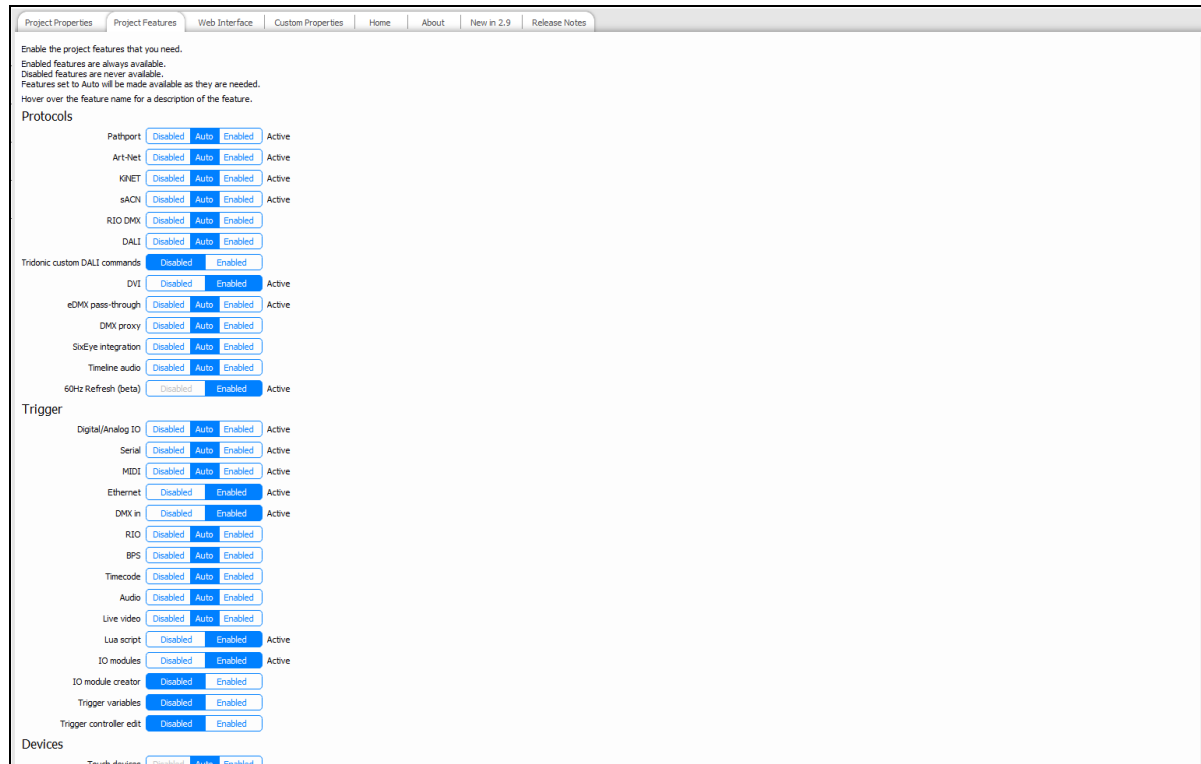 Project Properties Project Features Web Interface Custom Properties Home About New in 2.9 Release Notes
Enable the project features that you need.
Enabled features are always available.
Disabled features are never available.
Features set to Auto will be made available as they are needed.
Hover over the feature name for a description of the feature.
Protocols
Pathport Disabled Auto Enabled Active
Art-Net Disabled Auto Enabled Active
KiNET Disabled Auto Enabled Active
sACN Disabled Auto Enabled Active
RIO DMX Disabled Auto Enabled
DALI Disabled Auto Enabled
Tridonic custom DALI commands Disabled Enabled
DVI Disabled Enabled Active
eDMX pass-through Disabled Auto Enabled Active
DMX proxy Disabled Auto Enabled
SixEye integration Disabled Auto Enabled
Timeline audio Disabled Auto Enabled
60Hz Refresh (beta) Disabled Enabled Active
Trigger
Digital/Analog IO Disabled Auto Enabled Active
Serial Disabled Auto Enabled Active
MIDI Disabled Auto Enabled Active
Ethernet Disabled Enabled Active
DMX in Disabled Enabled Active
RIO Disabled Auto Enabled
BPS Disabled Auto Enabled
Timecode Disabled Auto Enabled
Audio Disabled Auto Enabled
Live video Disabled Auto Enabled
Lua script Disabled Enabled Active
IO modules Disabled Enabled Active
IO module creator Disabled Enabled
Trigger variables Disabled Enabled
Trigger controller edit Disabled Enabled
Devices
Touch devices Disabled Auto Enabled